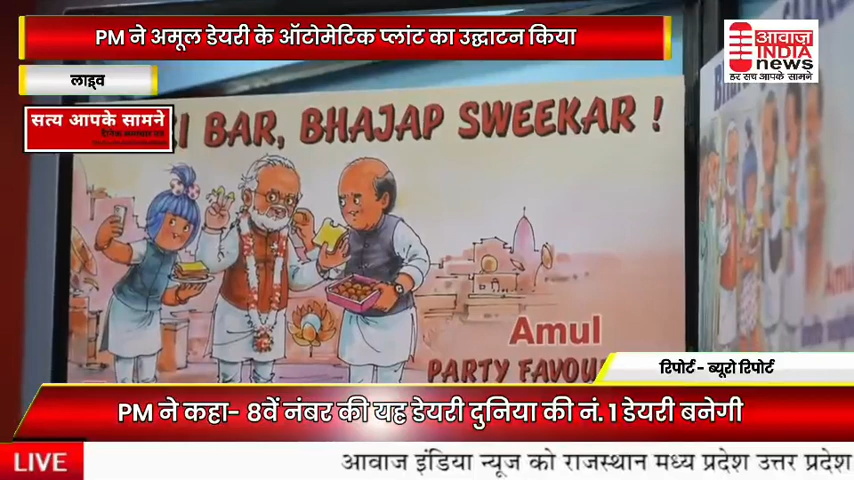 PM ने अमूल डेयरी के ऑटोमेटिक प्लांट का उद्घाटन किया
आवाज़
INDIA
news
हर सच आपके सामने
लाइव
सत्य आपके सामने
BAR, BHAJAP SWEEKAR !
Amul
PARTY
रिपोर्ट - ब्यूरो रिपोर्ट
PM ने कहा- 8वें नंबर की यह डेयरी दुनिया की नं. 1 डेयरी बनेगी
LIVE
आवाज इंडिया न्यूज को राजस्थान मध्य प्रदेश उत्तर प्रदेश